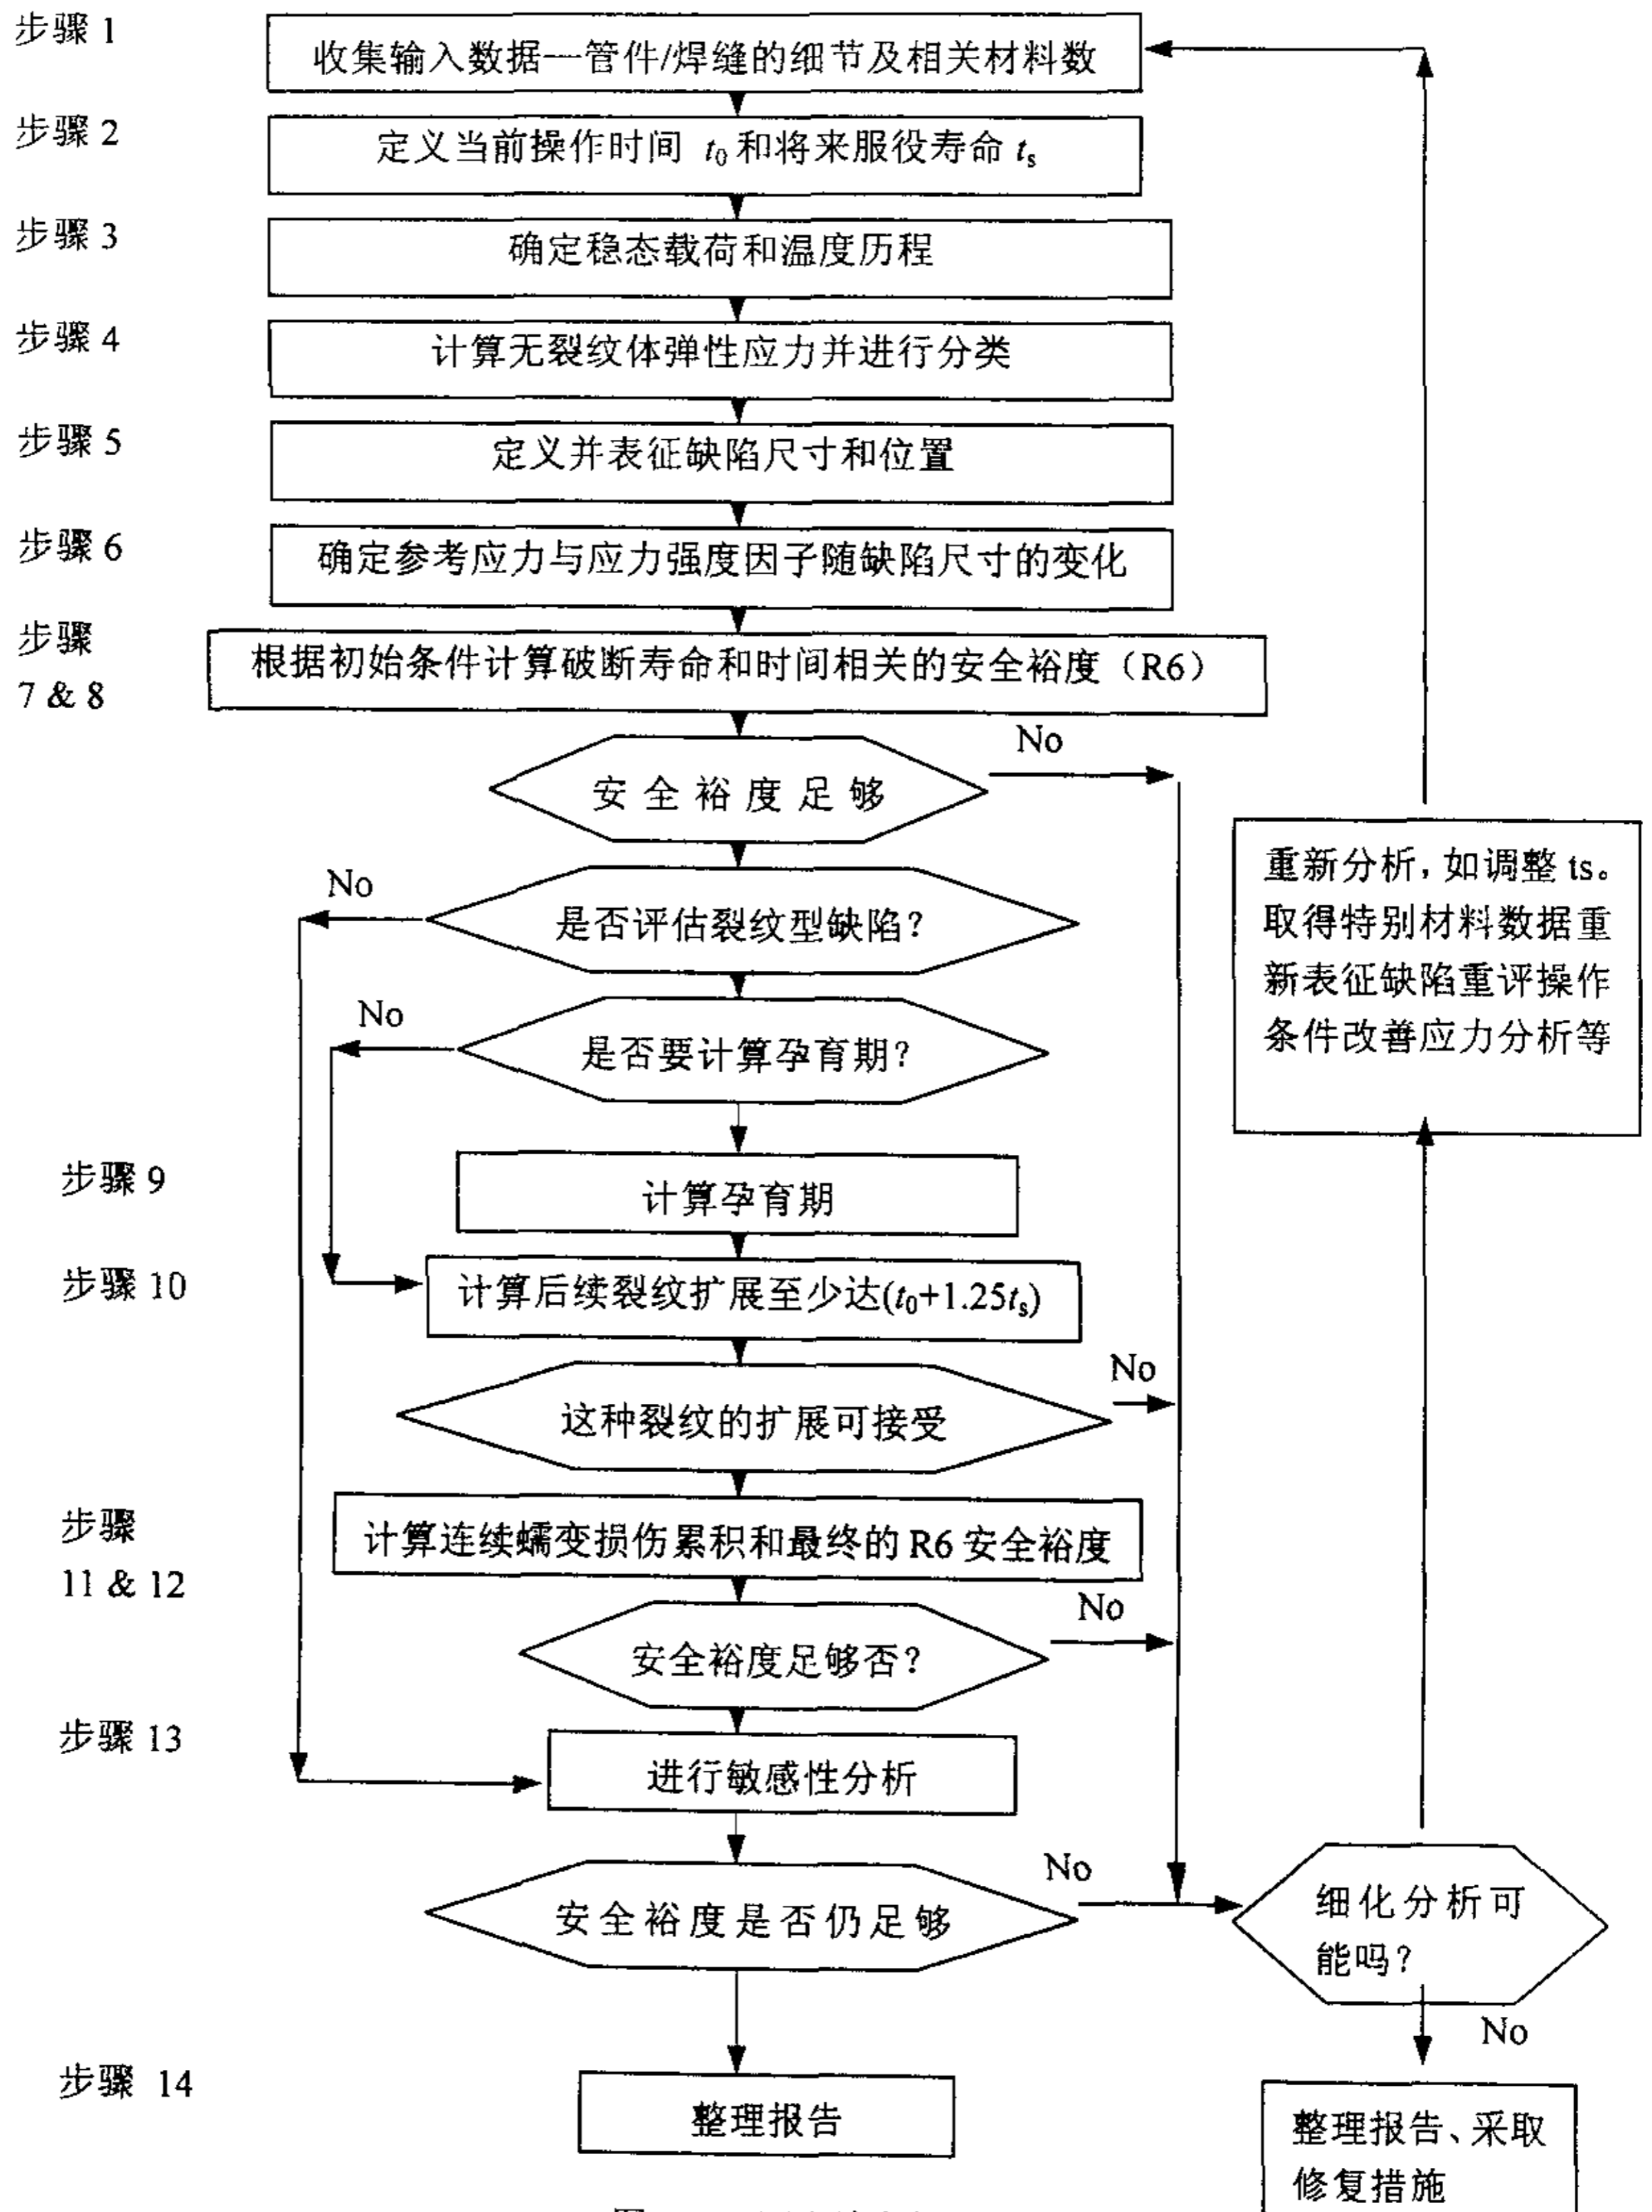 步骤 1
收集输入数据—管件/焊缝的细节及相关材料数
步骤 2
定义当前操作时间 t₀和将来服役寿命 tₛ
步骤 3
确定稳态载荷和温度历程
步骤 4
计算无裂纹体弹性应力并进行分类
步骤 5
定义并表征缺陷尺寸和位置
步骤 6
确定参考应力与应力强度因子随缺陷尺寸的变化
步骤
7 & 8
根据初始条件计算破断寿命和时间相关的安全裕度（R6）
No
安全裕度足够
No
是否评估裂纹型缺陷？
No
是否要计算孕育期？
重新分析，如调整 ts。
取得特别材料数据重
新表征缺陷重评操作
条件改善应力分析等
步骤 9
计算孕育期
步骤 10
计算后续裂纹扩展至少达(t₀+1.25tₛ)
No
这种裂纹的扩展可接受
步骤
11 & 12
计算连续蠕变损伤累积和最终的 R6 安全裕度
No
安全裕度足够否？
步骤 13
进行敏感性分析
No
安全裕度是否仍足够
细化分析可
能吗？
No
步骤 14
整理报告
整理报告、采取
修复措施